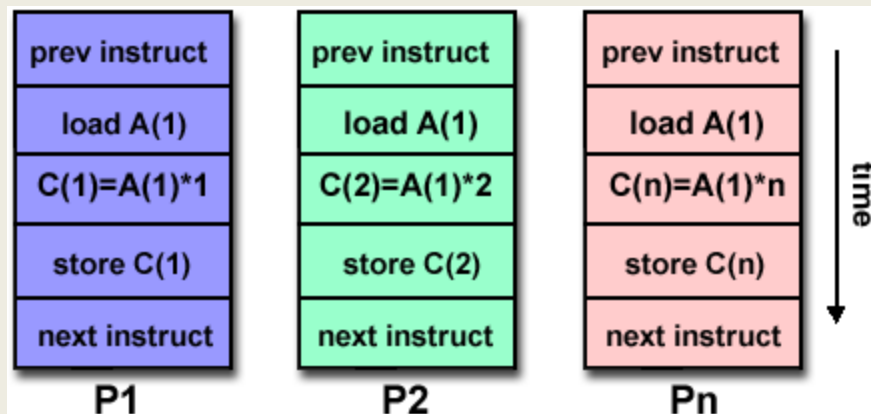 prev instruct
load A(1)
C(1)=A(1)*1
store C(1)
next instruct
P1
prev instruct
load A(1)
C(2)=A(1)*2
store C(2)
next instruct
P2
prev instruct
load A(1)
C(n)=A(1)*n
store C(n)
next instruct
Pn
time